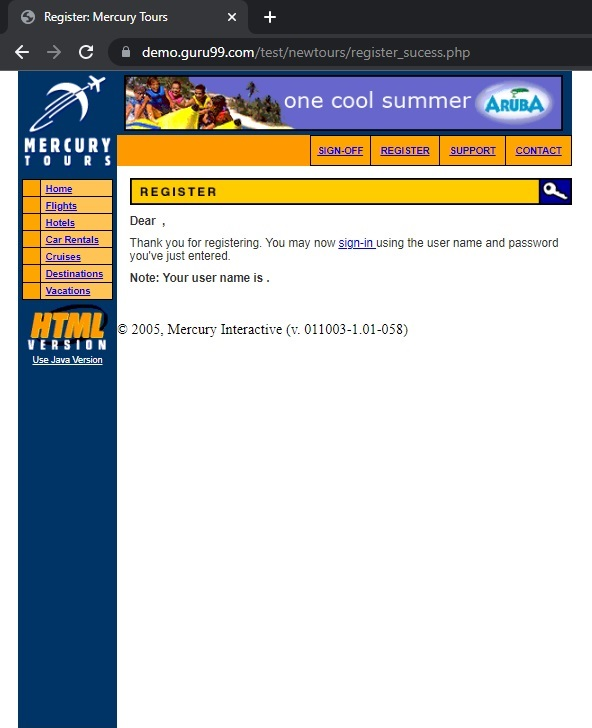 Register: Mercury Tours
demo.guru99.com/test/newtours/register_sucess.php
MERCURY
TOURS
one cool summer ARUBA
SIGN-OFF REGISTER SUPPORT CONTACT
Home
Flights
Hotels
Car Rentals
Cruises
Destinations
Vacations
HTML
VERSION
Use Java Version
REGISTER
Dear ,
Thank you for registering. You may now sign-in using the user name and password
you've just entered.
Note: Your user name is .
© 2005, Mercury Interactive (v. 011003-1.01-058)